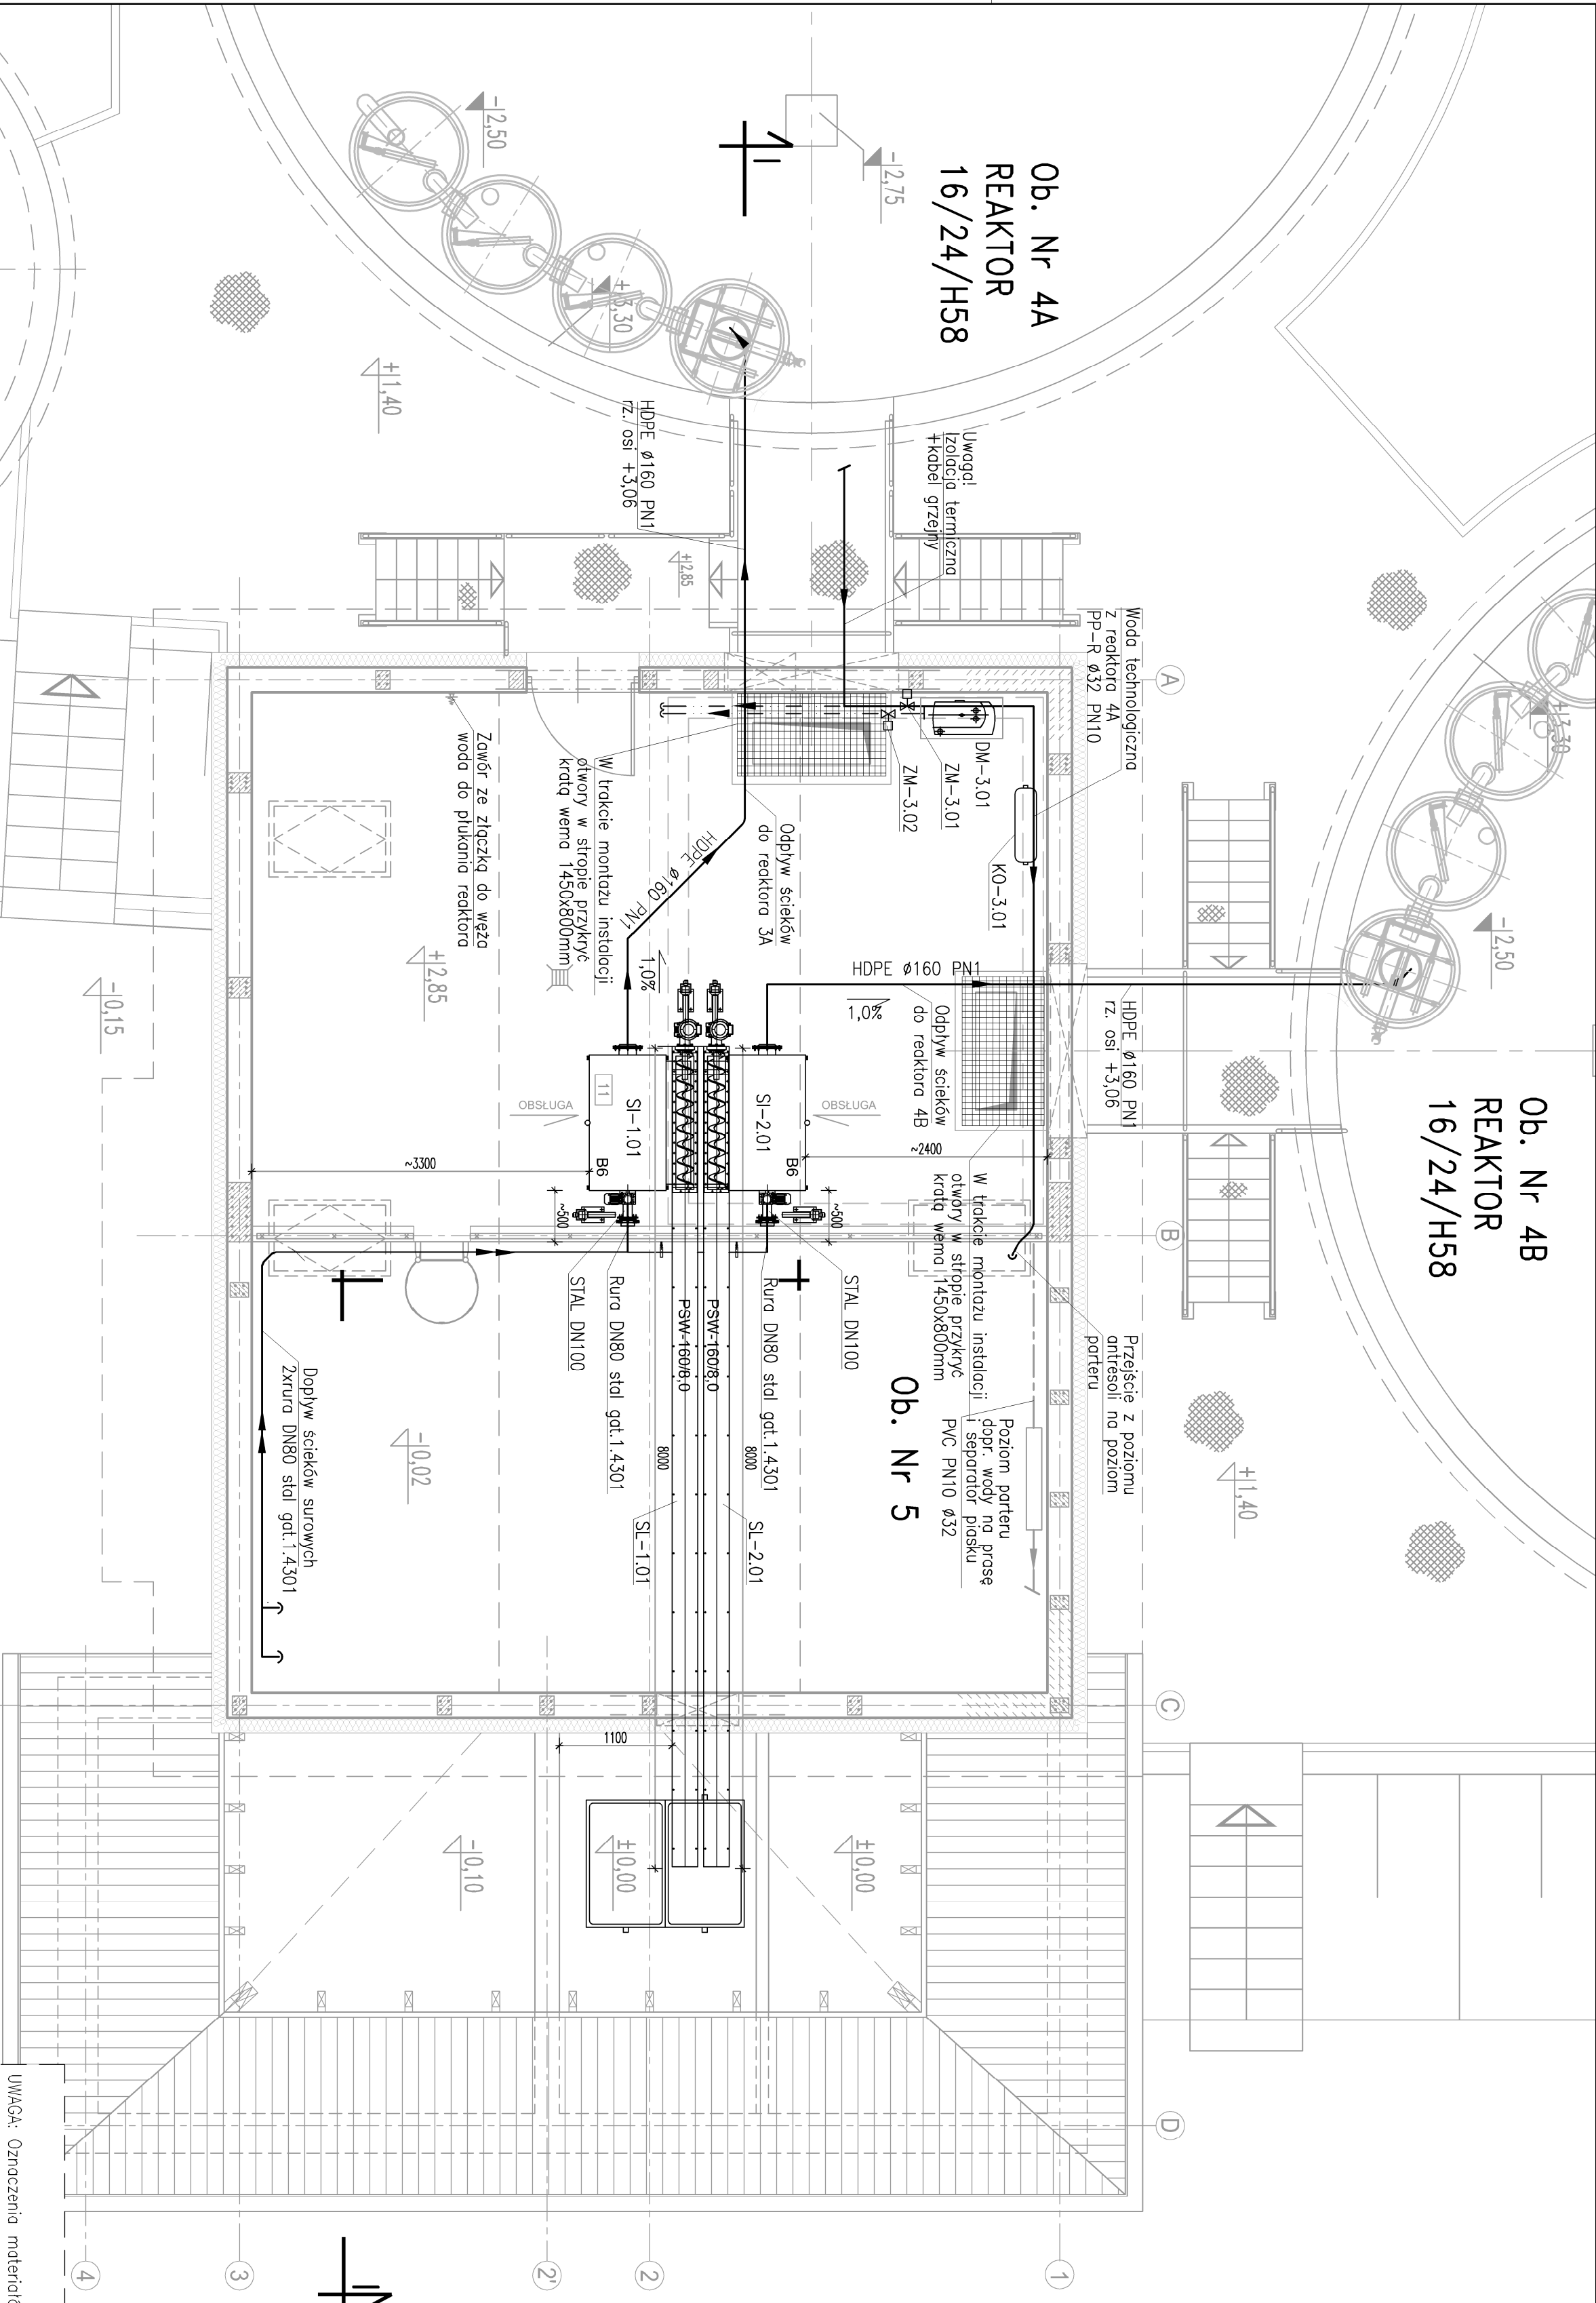 Ob. Nr 4A
REAKTOR
16/24/H58
Ob. Nr 4B
REAKTOR
16/24/H58
Ob. Nr 5
-2,50
-2,75
+3,30
+1,40
+2,85
+3,30
-2,50
+1,40
HDPE ø160 PN1
rz. osi +3,06
Uwaga!
Izolacja termiczna
+kabel grzejny
Woda technologiczna
z reaktora 4A
PP-R ø32 PN10
A
B
C
D
DM-3.01
ZM-3.01
ZM-3.02
KO-3.01
Zawór ze złączką do węża
woda do płukania reaktora
W trakcie montażu instalacji
otwory w stropie przykryć
kratą wema 1450x800mm
Odpływ ścieków
do reaktora 3A
HDPE ø160 PN1
1,0%
HDPE ø160 PN1
1,0%
Odpływ ścieków
do reaktora 4B
HDPE ø160 PN1
rz. osi +3,06
+2,85
-0,15
OBSŁUGA
OBSŁUGA
11
SI-1.01
B6
SI-2.01
B6
~3300
~2400
~500
~500
W trakcie montażu instalacji
otwory w stropie przykryć
kratą wema 1450x800mm
Przejście z poziomu
antresoli na poziom
parteru
Poziom parteru
dopr. wody na prasę
i separator piasku
PVC PN10 ø32
STAL DN100
Rura DN80 stal gat.1.4301
STAL DN100
Rura DN80 stal gat.1.4301
PSW-160/8,0
PSW-160/8,0
8000
8000
SL-1.01
SL-2.01
Dopływ ścieków surowych
2xrura DN80 stal gat.1.4301
-0,02
1100
-0,10
±0,00
±0,00
4
3
2'
2
1
UWAGA: Oznaczenia